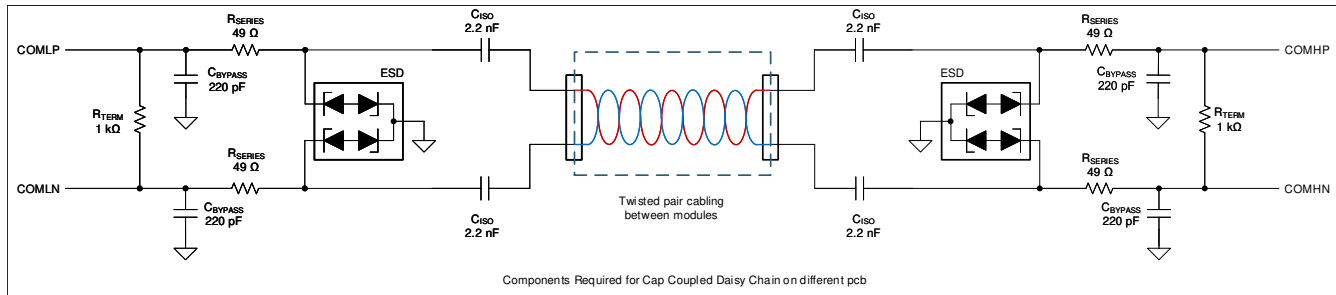 RSERIES
49 Ω
CISO
2.2 nF
CISO
2.2 nF
RSERIES
49 Ω
COMLP
COMHP
CBYPASS
220 pF
ESD
ESD
CBYPASS
220 pF
RTERM
1 kΩ
RTERM
1 kΩ
RSERIES
49 Ω
RSERIES
49 Ω
COMLN
COMHN
CBYPASS
220 pF
CISO
2.2 nF
Twisted pair cabling
between modules
CISO
2.2 nF
CBYPASS
220 pF
Components Required for Cap Coupled Daisy Chain on different pcb